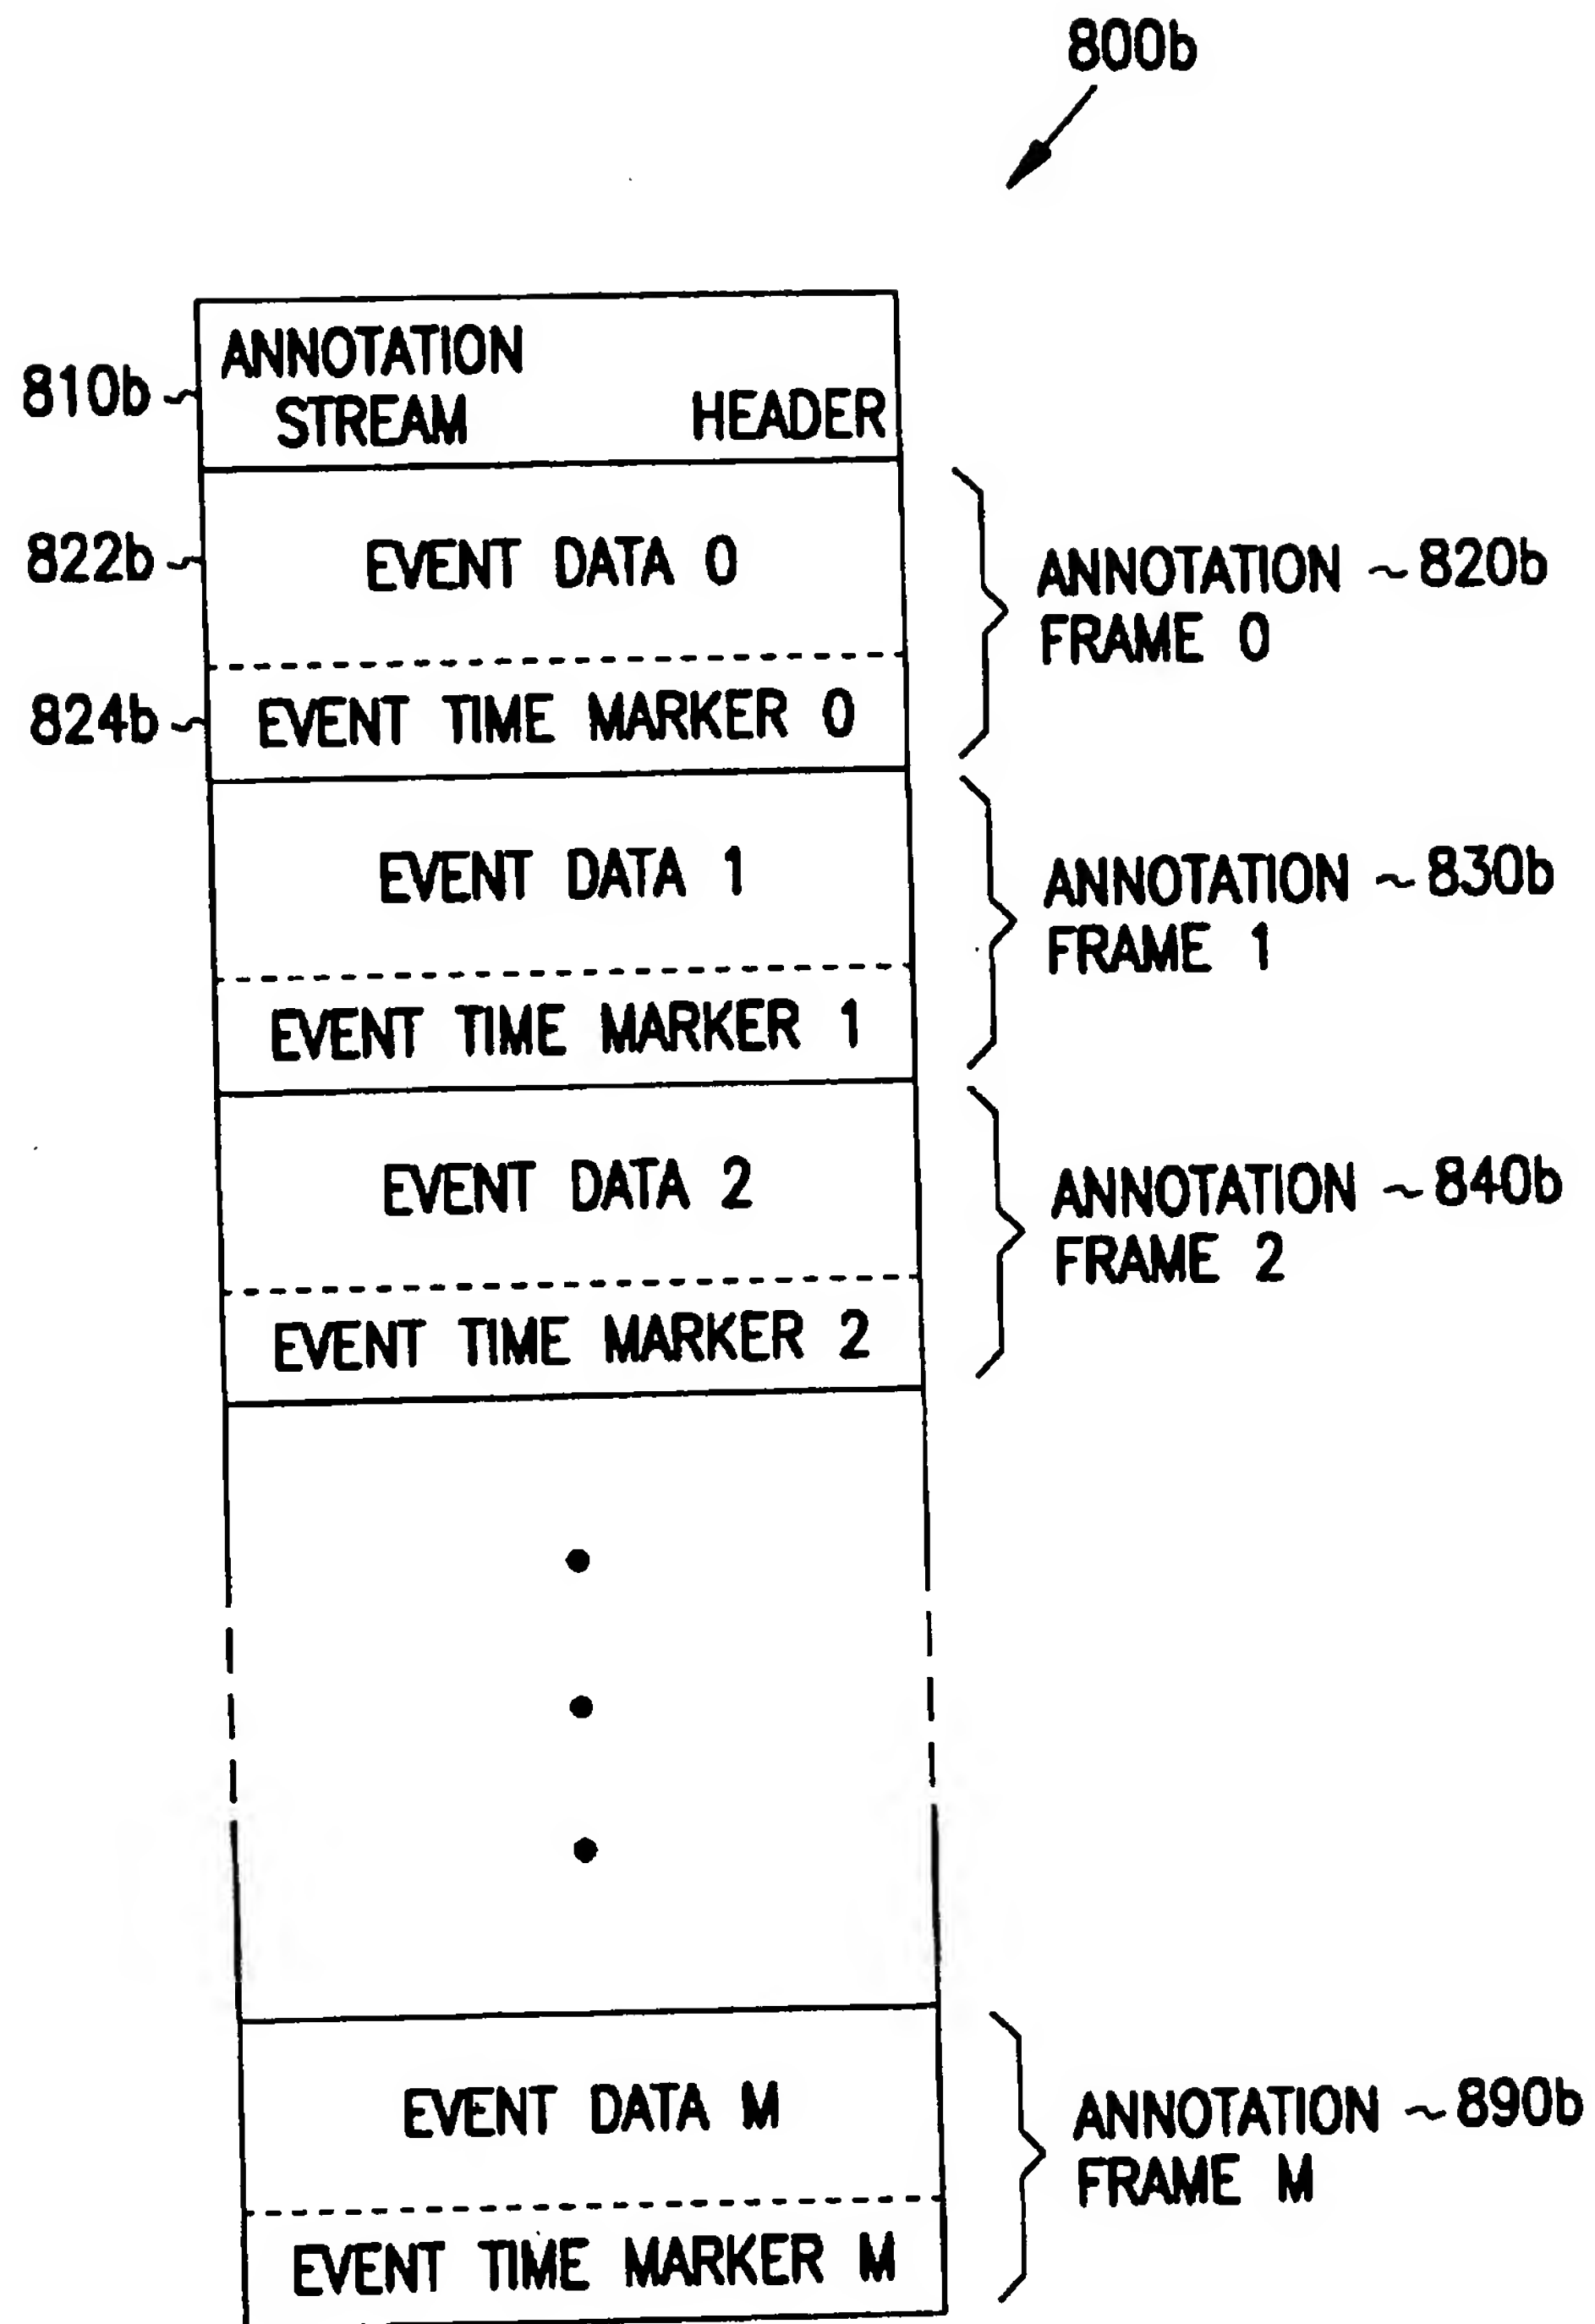 800b
ANNOTATION
STREAM HEADER
810b
EVENT DATA 0
822b
ANNOTATION ~820b
FRAME 0
EVENT TIME MARKER 0
824b
EVENT DATA 1
ANNOTATION ~830b
FRAME 1
EVENT TIME MARKER 1
EVENT DATA 2
ANNOTATION ~840b
FRAME 2
EVENT TIME MARKER 2
EVENT DATA M
ANNOTATION ~890b
FRAME M
EVENT TIME MARKER M